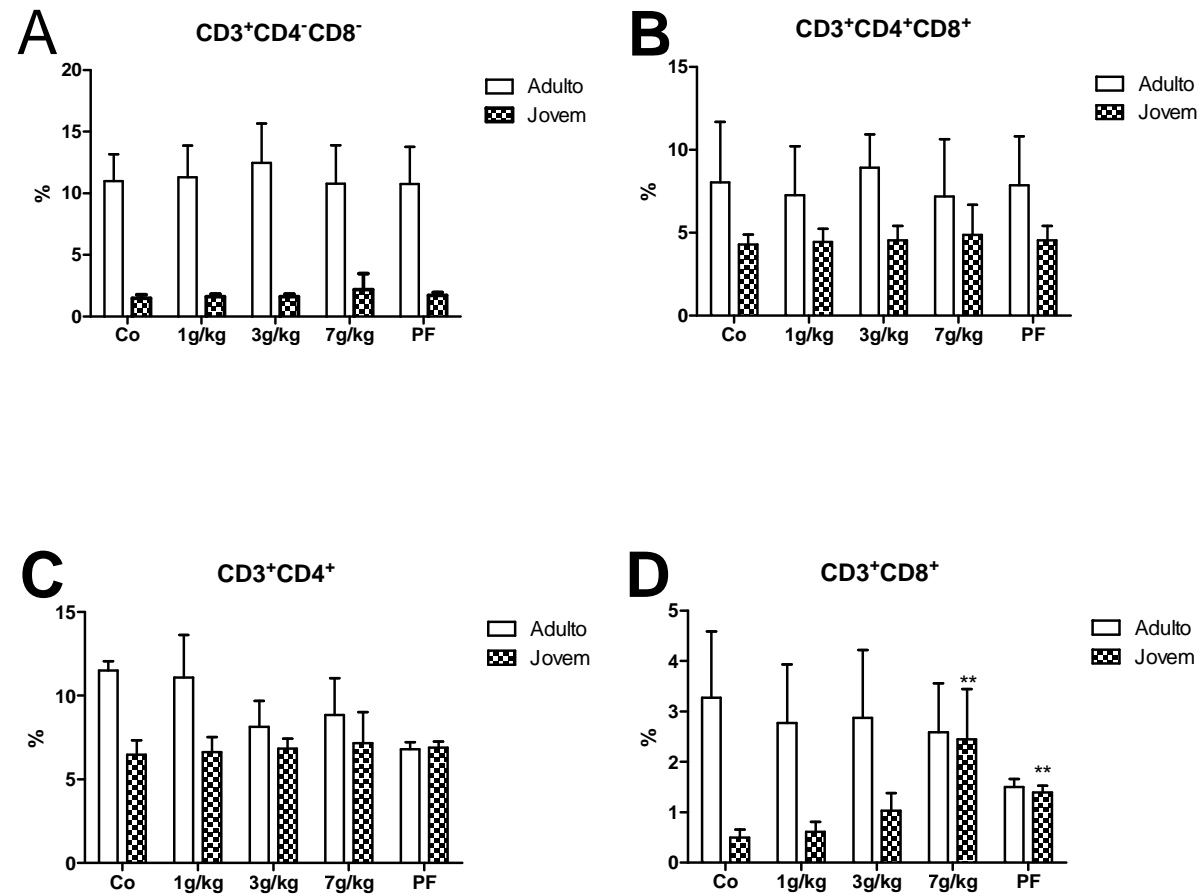 A
CD3⁺CD4⁻CD8⁻
20
15
10
5
0
%
Co 1g/kg 3g/kg 7g/kg PF
Adulto
Jovem
B
CD3⁺CD4⁺CD8⁺
15
10
5
0
%
Co 1g/kg 3g/kg 7g/kg PF
Adulto
Jovem
C
CD3⁺CD4⁺
15
10
5
0
%
Co 1g/kg 3g/kg 7g/kg PF
Adulto
Jovem
D
CD3⁺CD8⁺
5
4
3
2
1
0
%
**
**
Co 1g/kg 3g/kg 7g/kg PF
Adulto
Jovem